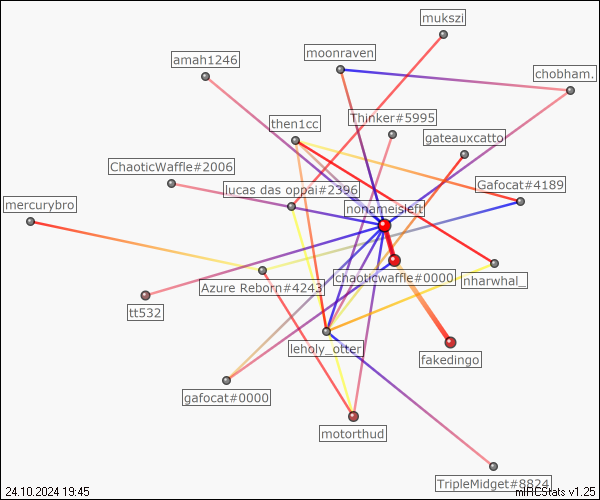 mukszi
moonraven
amah1246
chobham.
Thinker#5995
then1cc
gateauxcatto
ChaoticWaffle#2006
Gafocat#4189
lucas das oppai#2396
mercurybro
nonameisleft
chaoticwaffle#0000
nharwhal_
Azure Reborn#4243
tt532
leholy_otter
fakedingo
gafocat#0000
motorthud
TripleMidget#8824
24.10.2024 19:45
mIRCStats v1.25